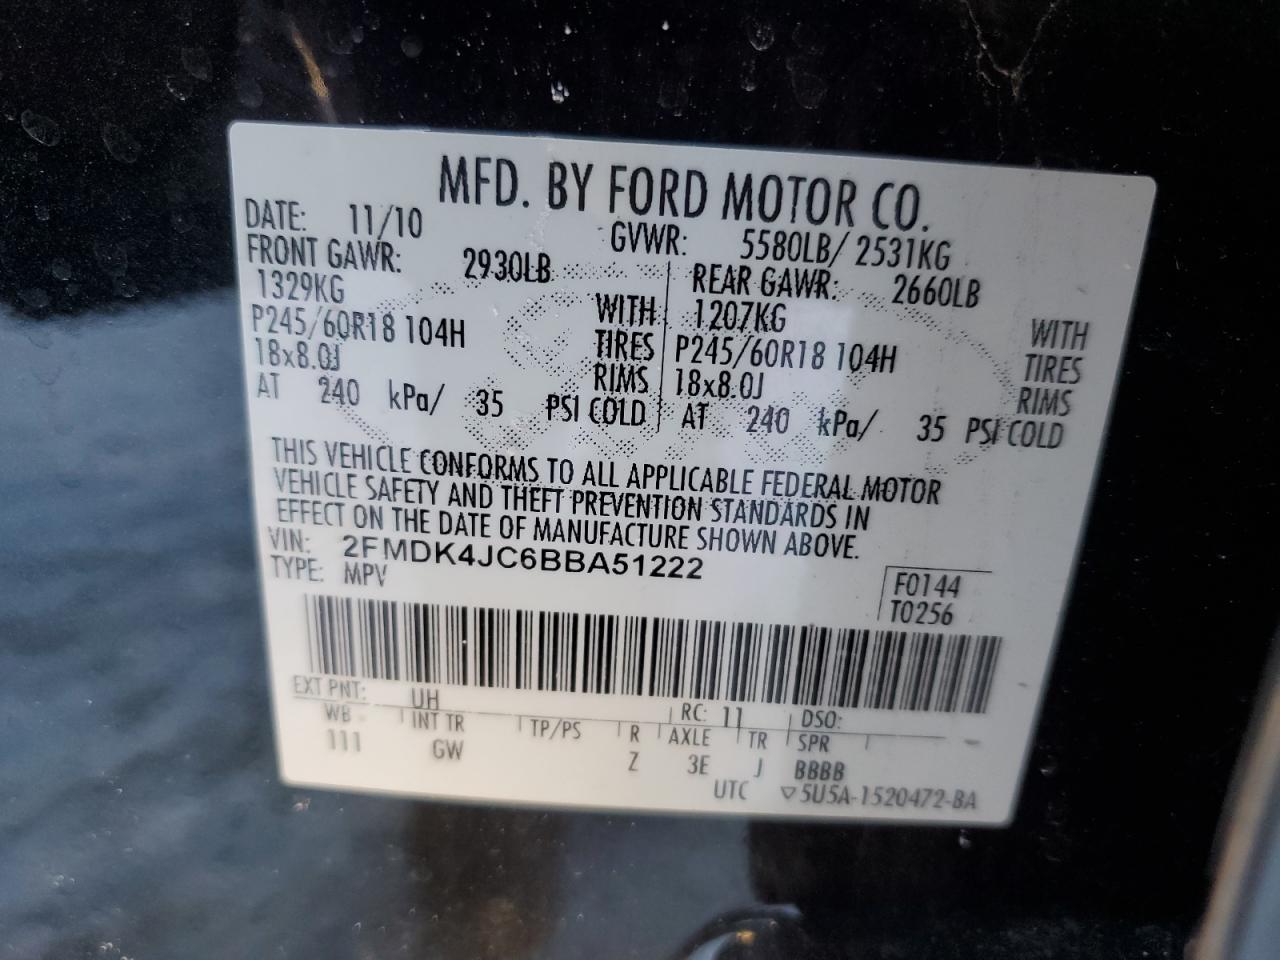 MFD. BY FORD MOTOR CO.
DATE: 11/10 GVWR: 5580LB/ 2531KG
FRONT GAWR: 2930LB REAR GAWR: 2660LB
1329KG WITH 1207KG WITH
P245/60R18 104H TIRES P245/60R18 104H TIRES
18x8.0J RIMS 18x8.0J RIMS
AT 240 kPa/ 35 PSI COLD AT 240 kPa/ 35 PSI COLD
THIS VEHICLE CONFORMS TO ALL APPLICABLE FEDERAL MOTOR
VEHICLE SAFETY AND THEFT PREVENTION STANDARDS IN
EFFECT ON THE DATE OF MANUFACTURE SHOWN ABOVE.
VIN: 2FMDK4JC6BBA51222
TYPE: MPV F0144
T0256
EXT PNT: UH RC: 11 DSO:
WB INT TR TP/PS R AXLE TR SPR
111 GW Z 3E J BBBB
UTC ▽5U5A-1520472-BA